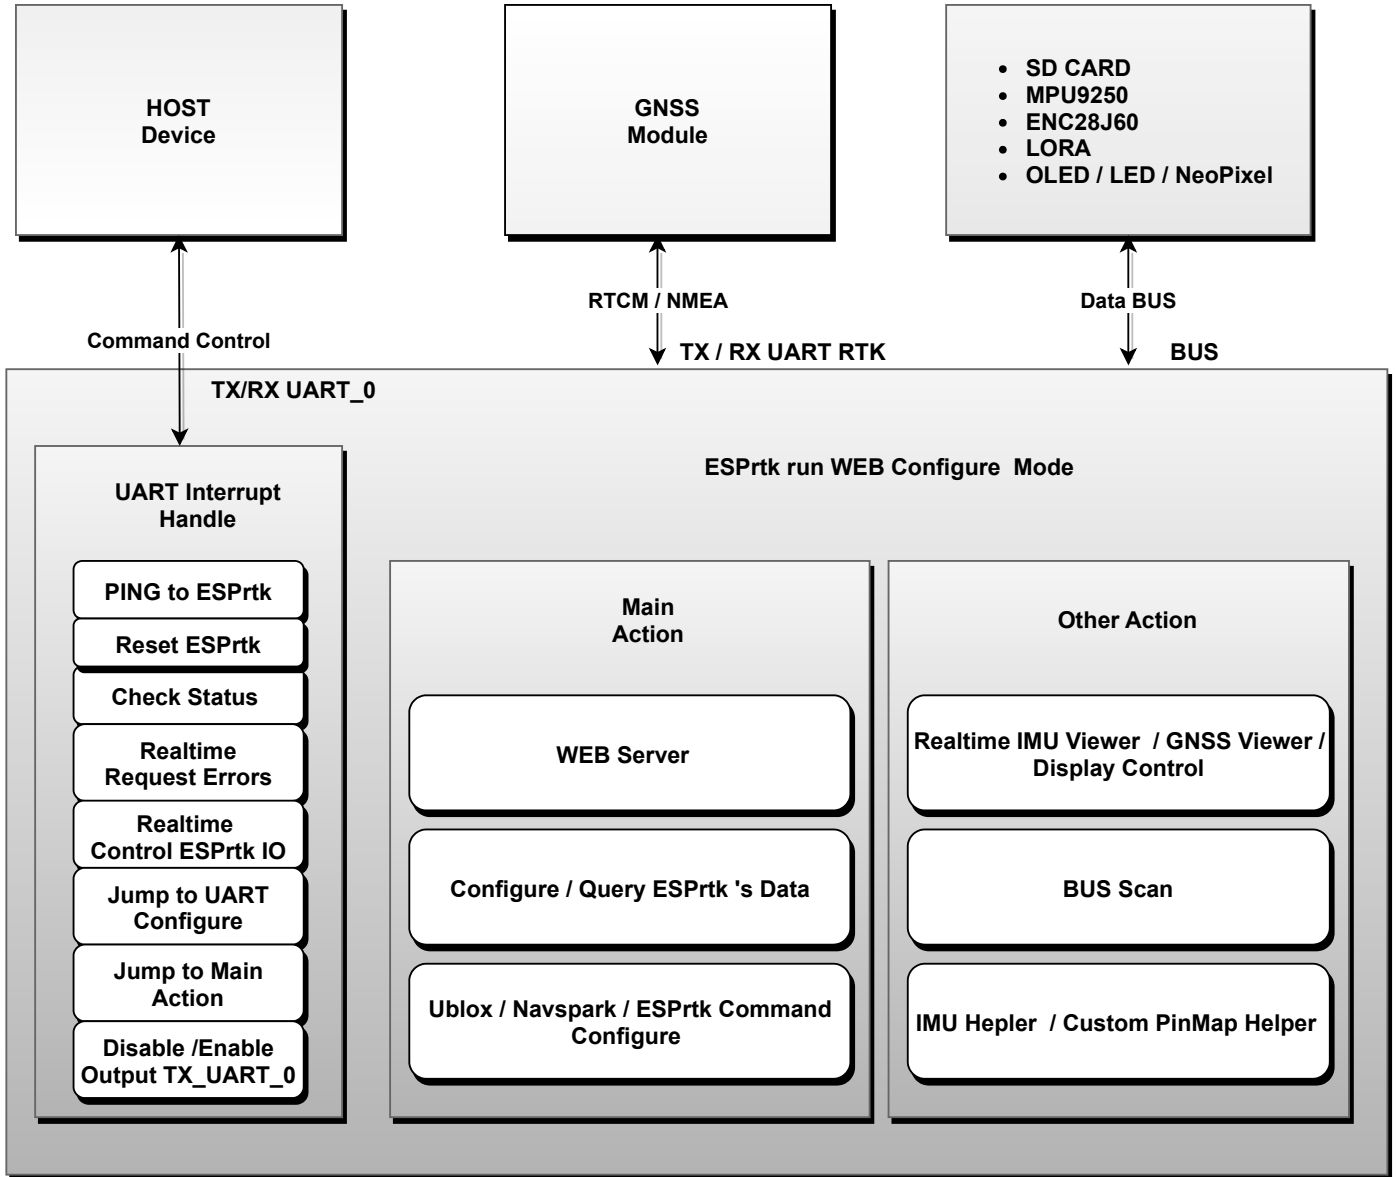 HOST
Device
GNSS
Module
SD CARD
MPU9250
ENC28J60
LORA
OLED / LED / NeoPixel
Command Control
RTCM / NMEA
Data BUS
TX/RX UART_0
TX / RX UART RTK
BUS
ESPrtk run WEB Configure  Mode
UART Interrupt
Handle
PING to ESPrtk
Reset ESPrtk
Check Status
Realtime
Request Errors
Realtime
Control ESPrtk IO
Jump to UART
Configure
Jump to Main
Action
Disable /Enable
Output TX_UART_0
Main
Action
WEB Server
Configure / Query ESPrtk 's Data
Ublox / Navspark / ESPrtk Command
Configure
Other Action
Realtime IMU Viewer  / GNSS Viewer /
Display Control
BUS Scan
IMU Hepler  / Custom PinMap Helper